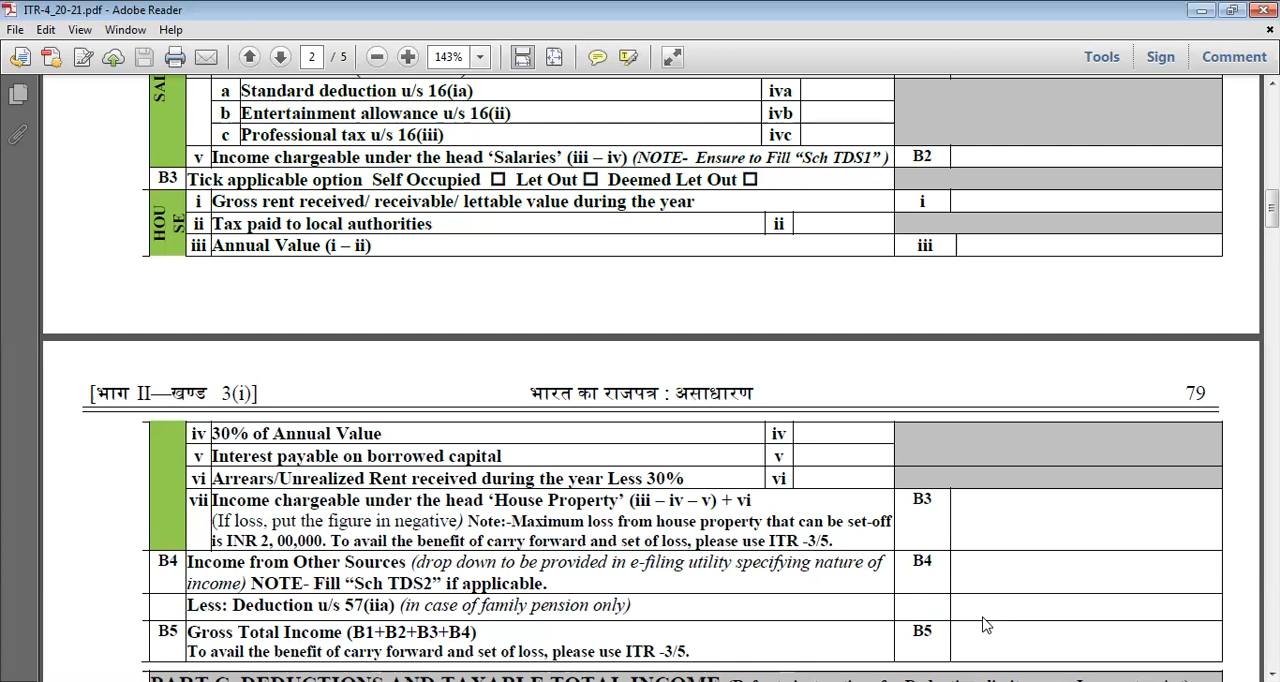 ITR-4_20-21.pdf - Adobe Reader
File Edit View Window Help
2 / 5 143% Tools Sign Comment
a Standard deduction u/s 16(ia) iva
b Entertainment allowance u/s 16(ii) ivb
c Professional tax u/s 16(iii) ivc
v Income chargeable under the head ‘Salaries’ (iii – iv) (NOTE- Ensure to Fill “Sch TDS1” ) B2
B3 Tick applicable option Self Occupied ☐ Let Out ☐ Deemed Let Out ☐
HOUSE
i Gross rent received/ receivable/ lettable value during the year i
ii Tax paid to local authorities ii
iii Annual Value (i – ii) iii
[भाग II—खण्ड 3(i)] भारत का राजपत्र : असाधारण 79
iv 30% of Annual Value iv
v Interest payable on borrowed capital v
vi Arrears/Unrealized Rent received during the year Less 30% vi
vii Income chargeable under the head ‘House Property’ (iii – iv – v) + vi B3
(If loss, put the figure in negative) Note:-Maximum loss from house property that can be set-off
is INR 2, 00,000. To avail the benefit of carry forward and set of loss, please use ITR -3/5.
B4 Income from Other Sources (drop down to be provided in e-filing utility specifying nature of B4
income) NOTE- Fill “Sch TDS2” if applicable.
Less: Deduction u/s 57(iia) (in case of family pension only)
B5 Gross Total Income (B1+B2+B3+B4) B5
To avail the benefit of carry forward and set of loss, please use ITR -3/5.
PART C DEDUCTIONS AND TAXABLE TOTAL INCOME